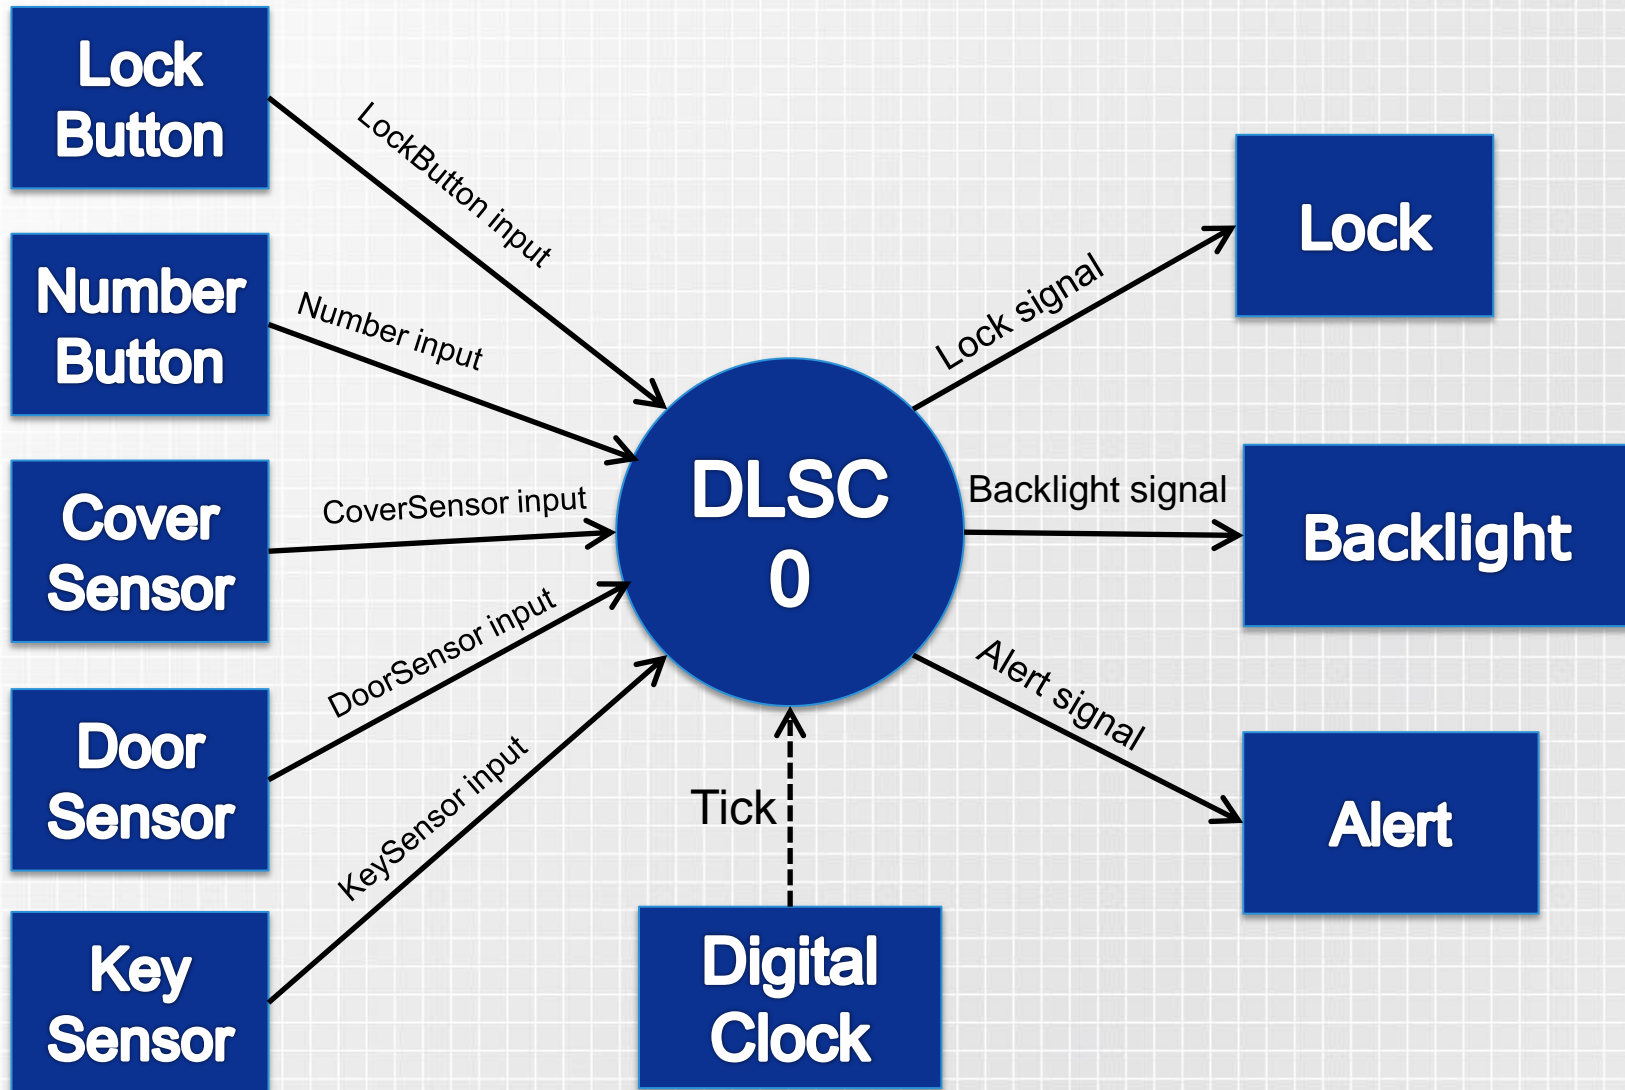 Lock
Button
LockButton input
Number
Button
Number input
Cover
Sensor
CoverSensor input
Door
Sensor
DoorSensor input
Key
Sensor
KeySensor input
DLSC
0
Tick
Digital
Clock
Lock signal
Lock
Backlight signal
Backlight
Alert signal
Alert